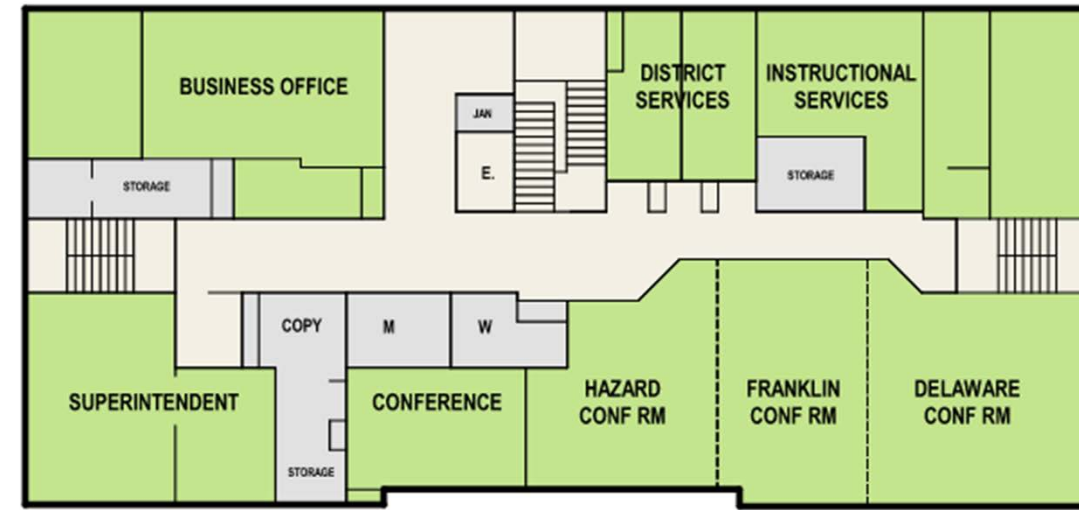 BUSINESS OFFICE
DISTRICT
SERVICES
INSTRUCTIONAL
SERVICES
JAN
E.
STORAGE
STORAGE
COPY
M
W
SUPERINTENDENT
CONFERENCE
HAZARD
CONF RM
FRANKLIN
CONF RM
DELAWARE
CONF RM
STORAGE